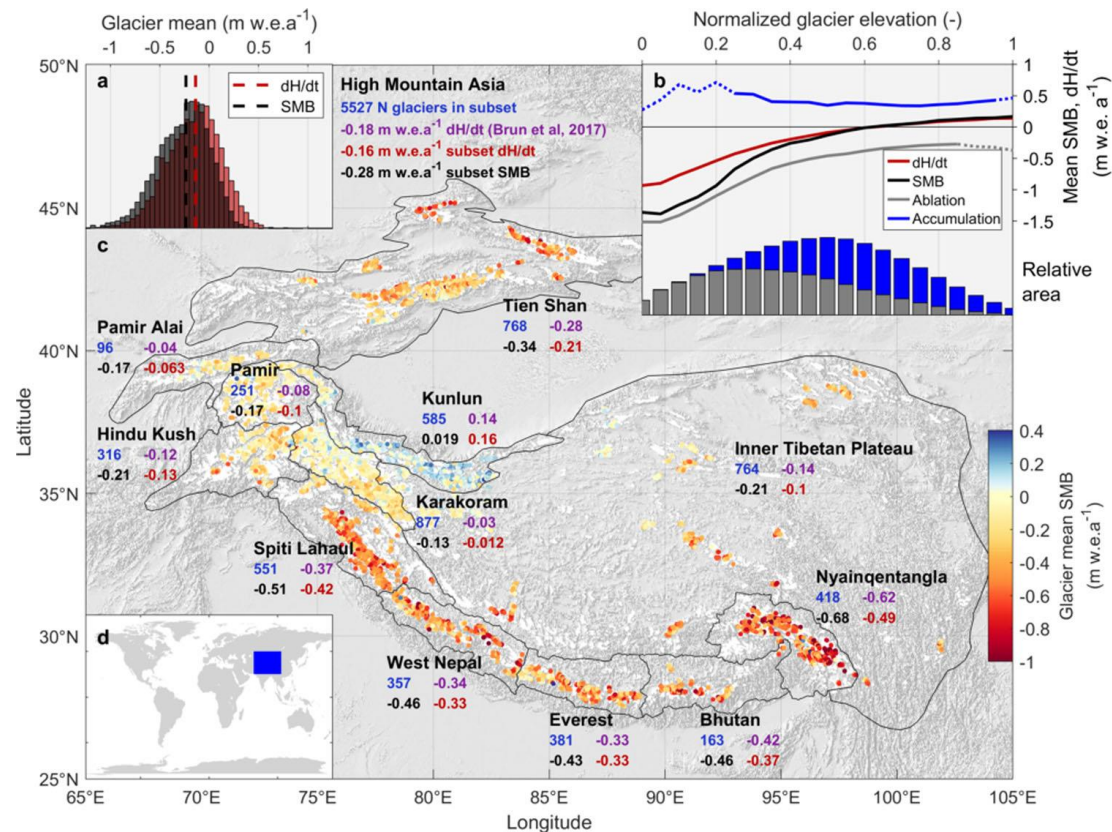 Glacier mean (m w.e.a-1)
-1 -0.5 0 0.5 1
Normalized glacier elevation (-)
0 0.2 0.4 0.6 0.8 1
50°N
45°N
40°N
35°N
30°N
25°N
Latitude
a
dH/dt
SMB
High Mountain Asia
5527 N glaciers in subset
-0.18 m w.e.a-1 dH/dt (Brun et al, 2017)
-0.16 m w.e.a-1 subset dH/dt
-0.28 m w.e.a-1 subset SMB
b
dH/dt
SMB
Ablation
Accumulation
1
0.5
0
-0.5
-1
-1.5
Mean SMB, dH/dt
(m w.e.a-1)
Relative
area
c
Tien Shan
768 -0.28
-0.34 -0.21
Pamir Alai
96 -0.04
-0.17 -0.063
Pamir
251 -0.08
-0.17 -0.1
Kunlun
585 0.14
0.019 0.16
Hindu Kush
316 -0.12
-0.21 -0.13
Inner Tibetan Plateau
764 -0.14
-0.21 -0.1
Karakoram
877 -0.03
-0.13 -0.012
Spiti Lahaul
551 -0.37
-0.51 -0.42
Nyainqentangla
418 -0.62
-0.68 -0.49
West Nepal
357 -0.34
-0.46 -0.33
Everest
381 -0.33
-0.43 -0.33
Bhutan
163 -0.42
-0.46 -0.37
0.4
0.2
0
-0.2
-0.4
-0.6
-0.8
-1
Glacier mean SMB
(m w.e.a-1)
d
65°E 70°E 75°E 80°E 85°E 90°E 95°E 100°E 105°E
Longitude